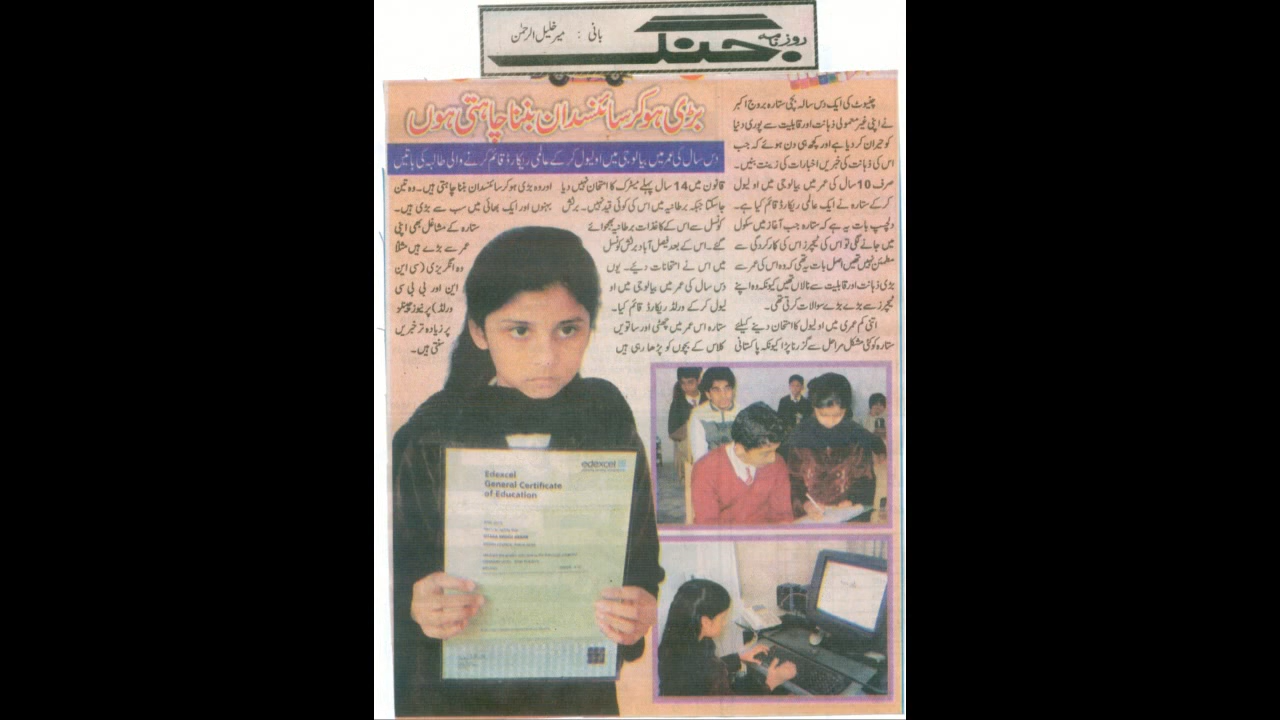 روزنامہ جنگ
بانی : میر خلیل الرحمٰن
بڑی ہو کر سائنسدان بننا چاہتی ہوں
دس سال کی عمر میں بیالوجی میں او لیول کر کے عالمی ریکارڈ قائم کرنے والی طالبہ کی باتیں
چنیوٹ کی ایک دس سالہ بچی ستارہ بروج اکبر
نے اپنی غیر معمولی ذہانت اور قابلیت سے پوری دنیا
کو حیران کر دیا ہے اور کچھ ہی دن ہوئے کہ جب
اس کی ذہانت کی خبریں اخبارات کی زینت بنیں۔
صرف 10 سال کی عمر میں بیالوجی میں او لیول
کر کے ستارہ نے ایک عالمی ریکارڈ قائم کیا ہے۔
دلچسپ بات یہ ہے کہ ستارہ جب آغاز میں سکول
میں جانے لگی تو اس کی ٹیچرز اس کی کارکردگی سے
مطمئن نہیں تھیں اصل بات یہ تھی کہ وہ اس کی عمر سے
بڑی ذہانت اور قابلیت سے نالاں تھیں کیونکہ وہ اپنے
ٹیچرز سے بڑے بڑے سوالات کرتی تھی۔
اتنی کم عمری میں او لیول کا امتحان دینے کیلئے
ستارہ کو کئی مشکل مراحل سے گزرنا پڑا کیونکہ پاکستانی
قانون میں 14 سال پہلے میٹرک کا امتحان نہیں دیا
جا سکتا جبکہ برطانیہ میں اس کی کوئی قید نہیں۔ برٹش
کونسل سے اس کے کاغذات برطانیہ بھجوائے
گئے۔ اس کے بعد فیصل آباد برٹش کونسل
میں اس نے امتحانات دیئے۔ یوں
دس سال کی عمر میں بیالوجی میں او
لیول کر کے ورلڈ ریکارڈ قائم کیا۔
ستارہ اس عمر میں چھٹی اور ساتویں
کلاس کے بچوں کو پڑھا رہی ہیں
اور وہ بڑی ہو کر سائنسدان بننا چاہتی ہیں۔ وہ تین
بہنوں اور ایک بھائی میں سب سے بڑی ہیں۔
ستارہ کے مشاغل بھی اپنی
عمر سے بڑے ہیں مثلاً
وہ انگریزی (سی این
این اور بی بی سی
ورلڈ) پر نیوز چینلز
پر زیادہ تر خبریں
سنتی ہیں۔
edexcel
Edexcel
General Certificate
of Education